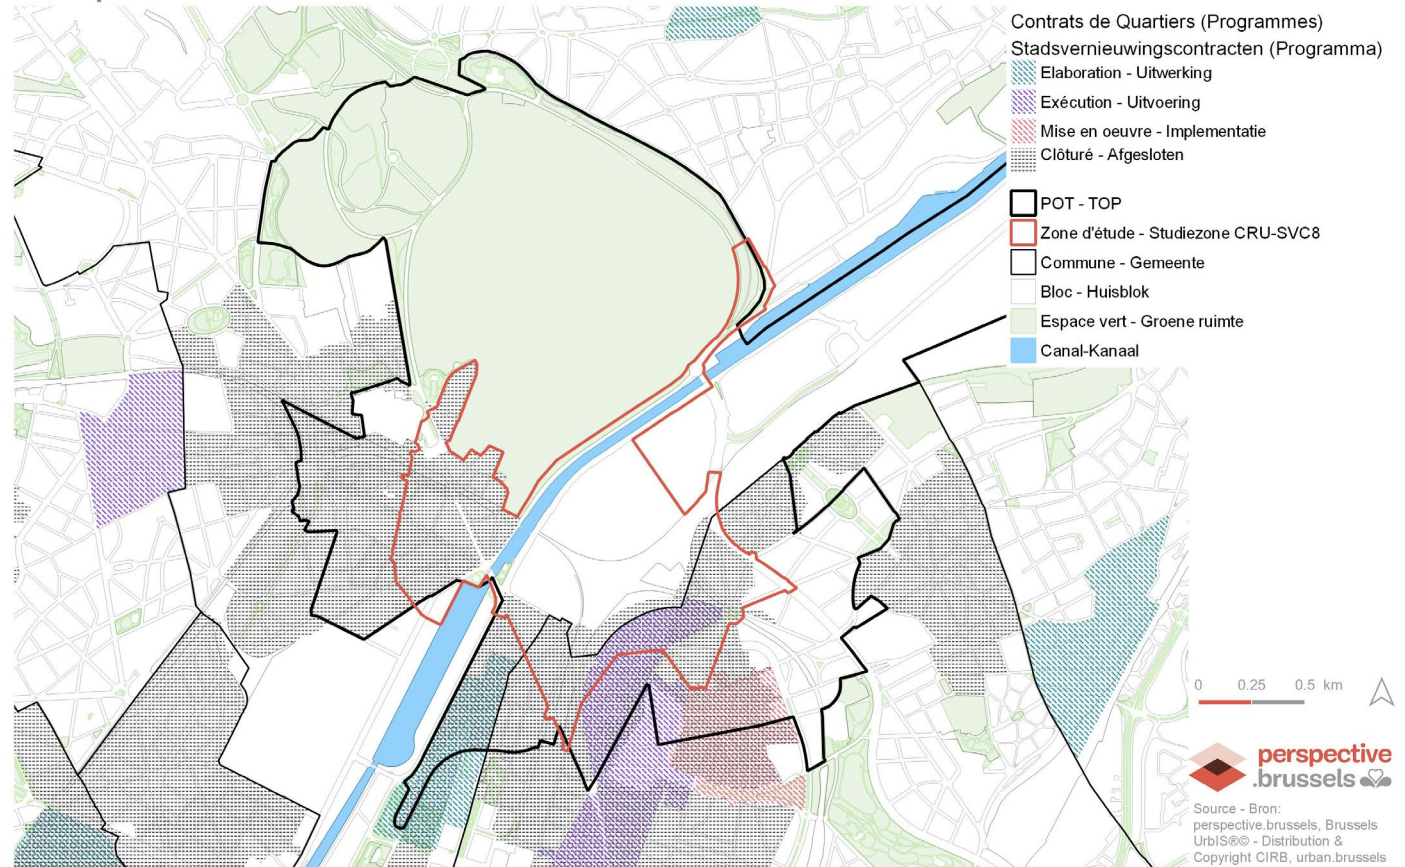 Contrats de Quartiers (Programmes)
Stadsvernieuwingscontracten (Programma)
Elaboration - Uitwerking
Exécution - Uitvoering
Mise en oeuvre - Implementatie
Clôturé - Afgesloten
POT - TOP
Zone d'étude - Studiezone CRU-SVC8
Commune - Gemeente
Bloc - Huisblok
Espace vert - Groene ruimte
Canal-Kanaal
0 0.25 0.5 km
perspective
.brussels
Source - Bron:
perspective.brussels, Brussels
UrbIS®© - Distribution &
Copyright CIRB, urban.brussels